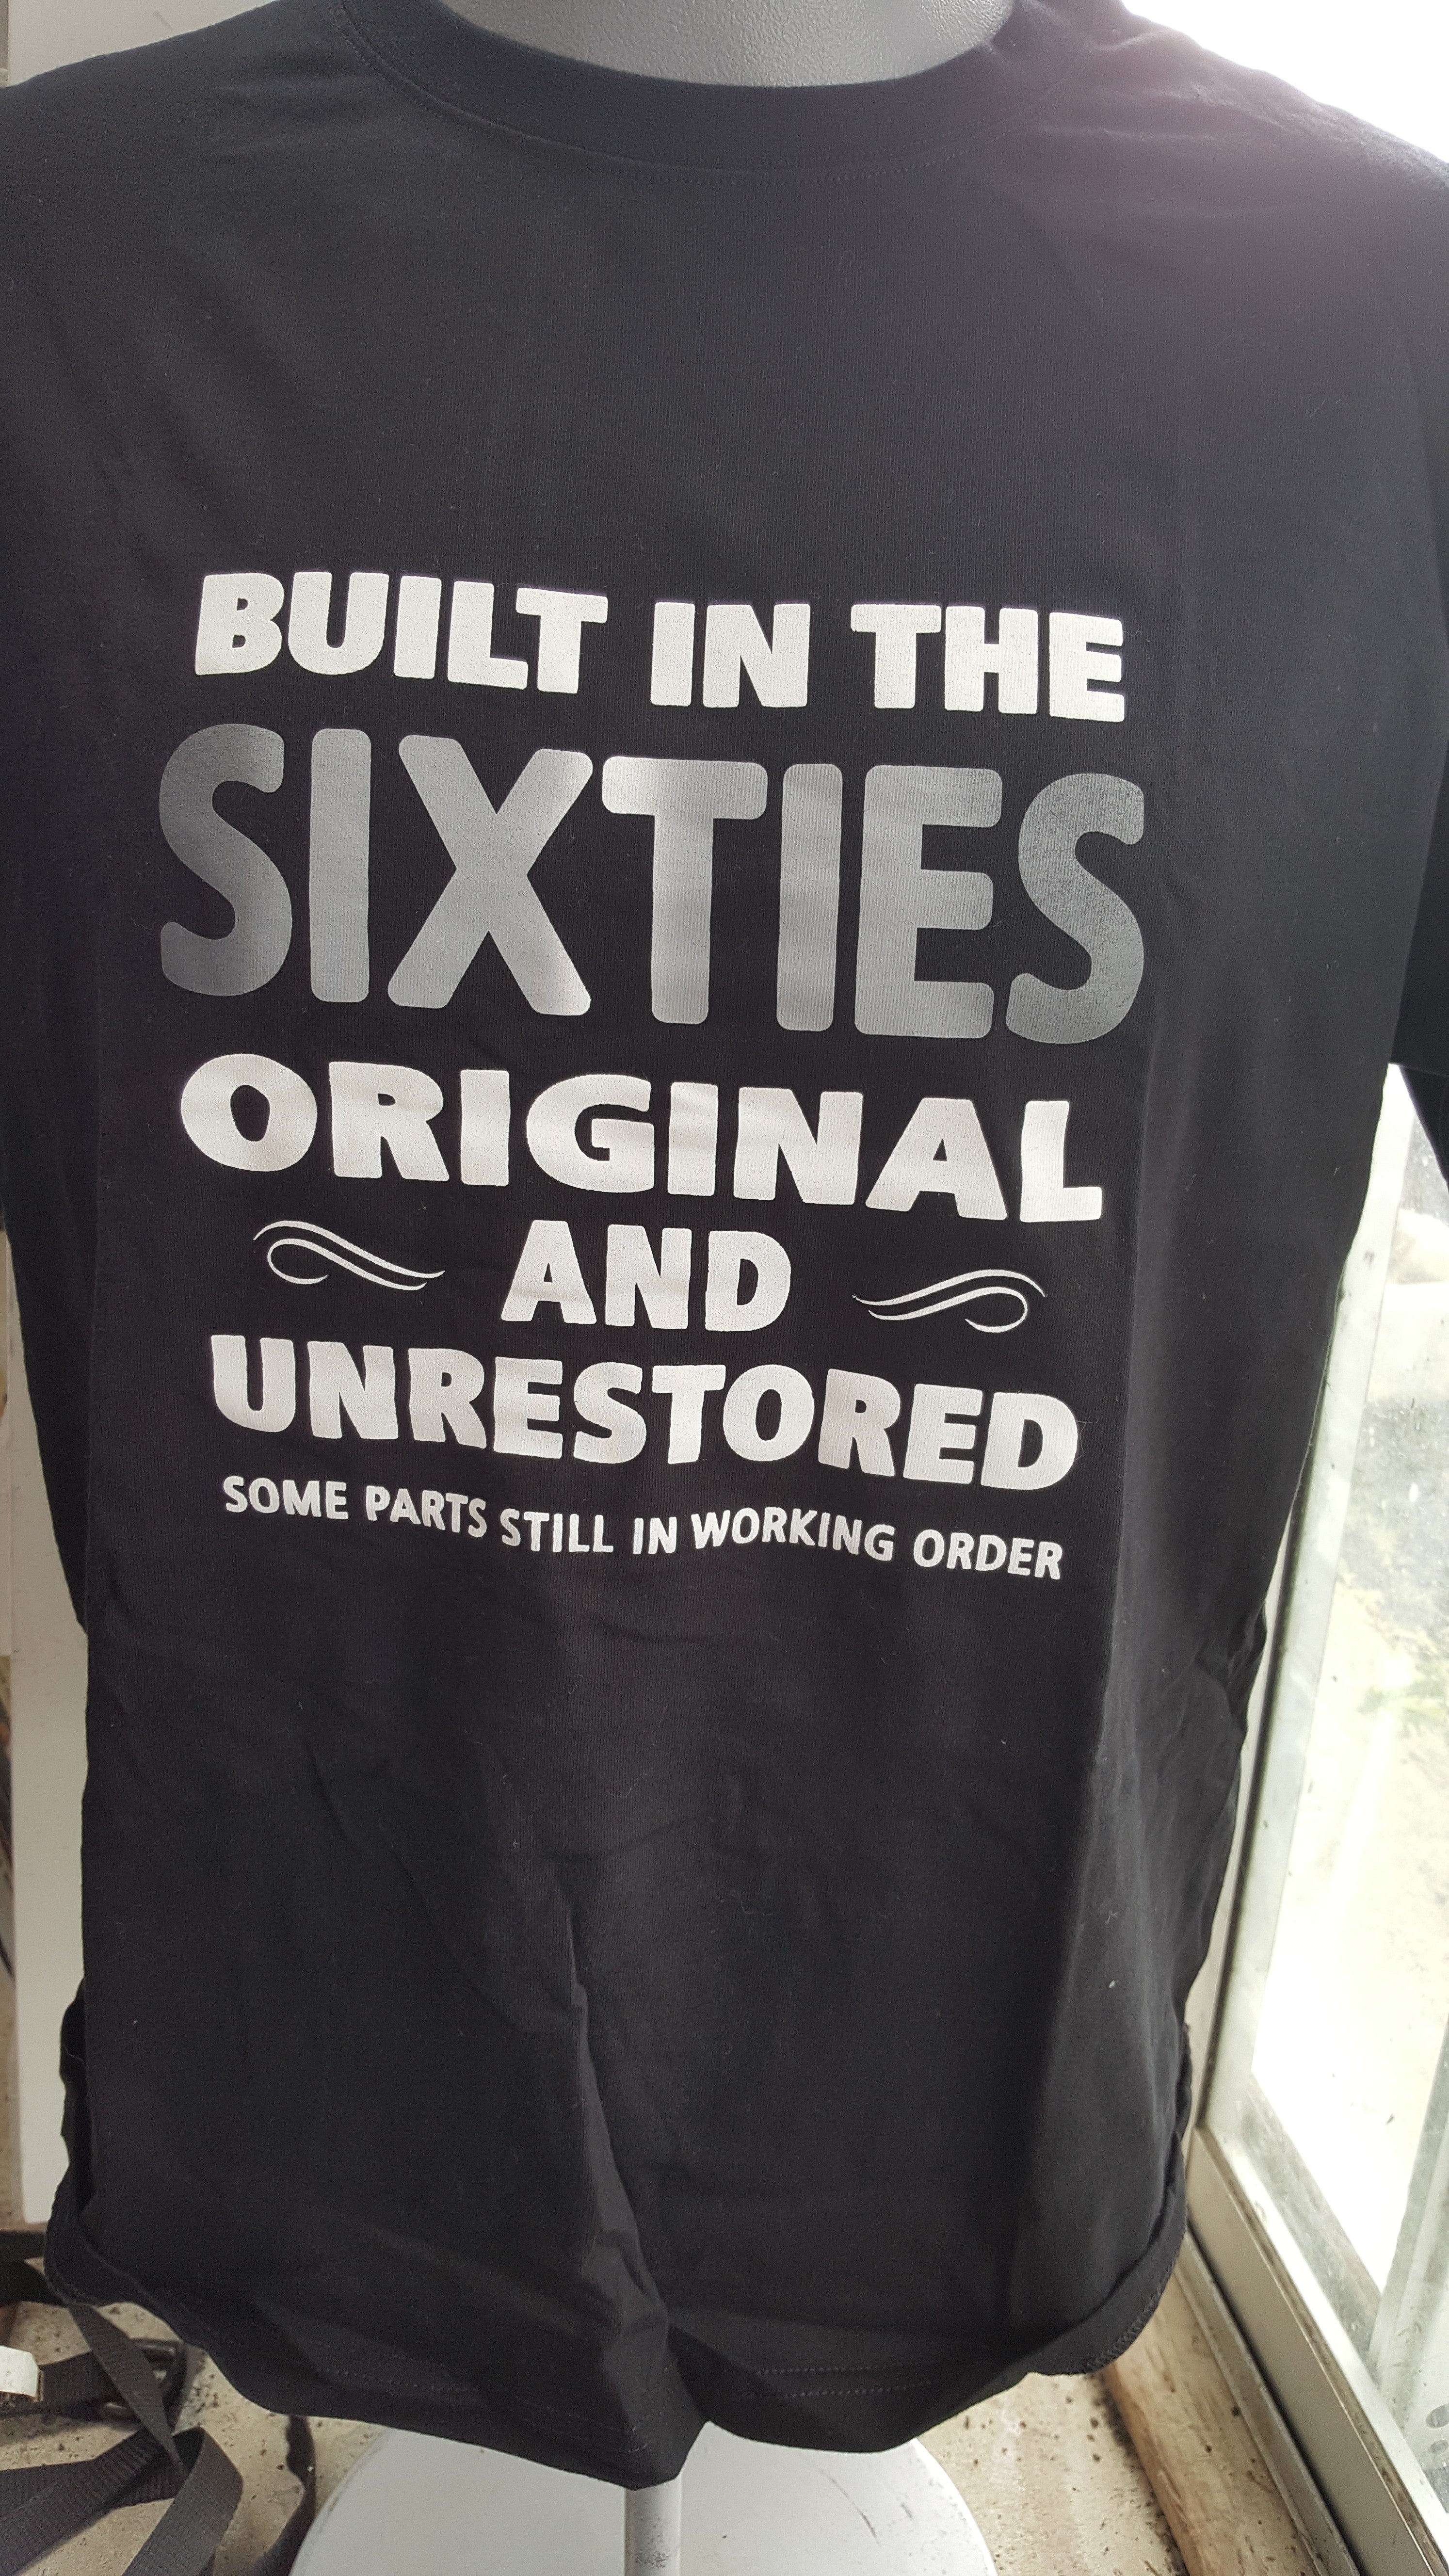 BUILT IN THE
SIXTIES
ORIGINAL
AND
UNRESTORED
SOME PARTS STILL IN WORKING ORDER